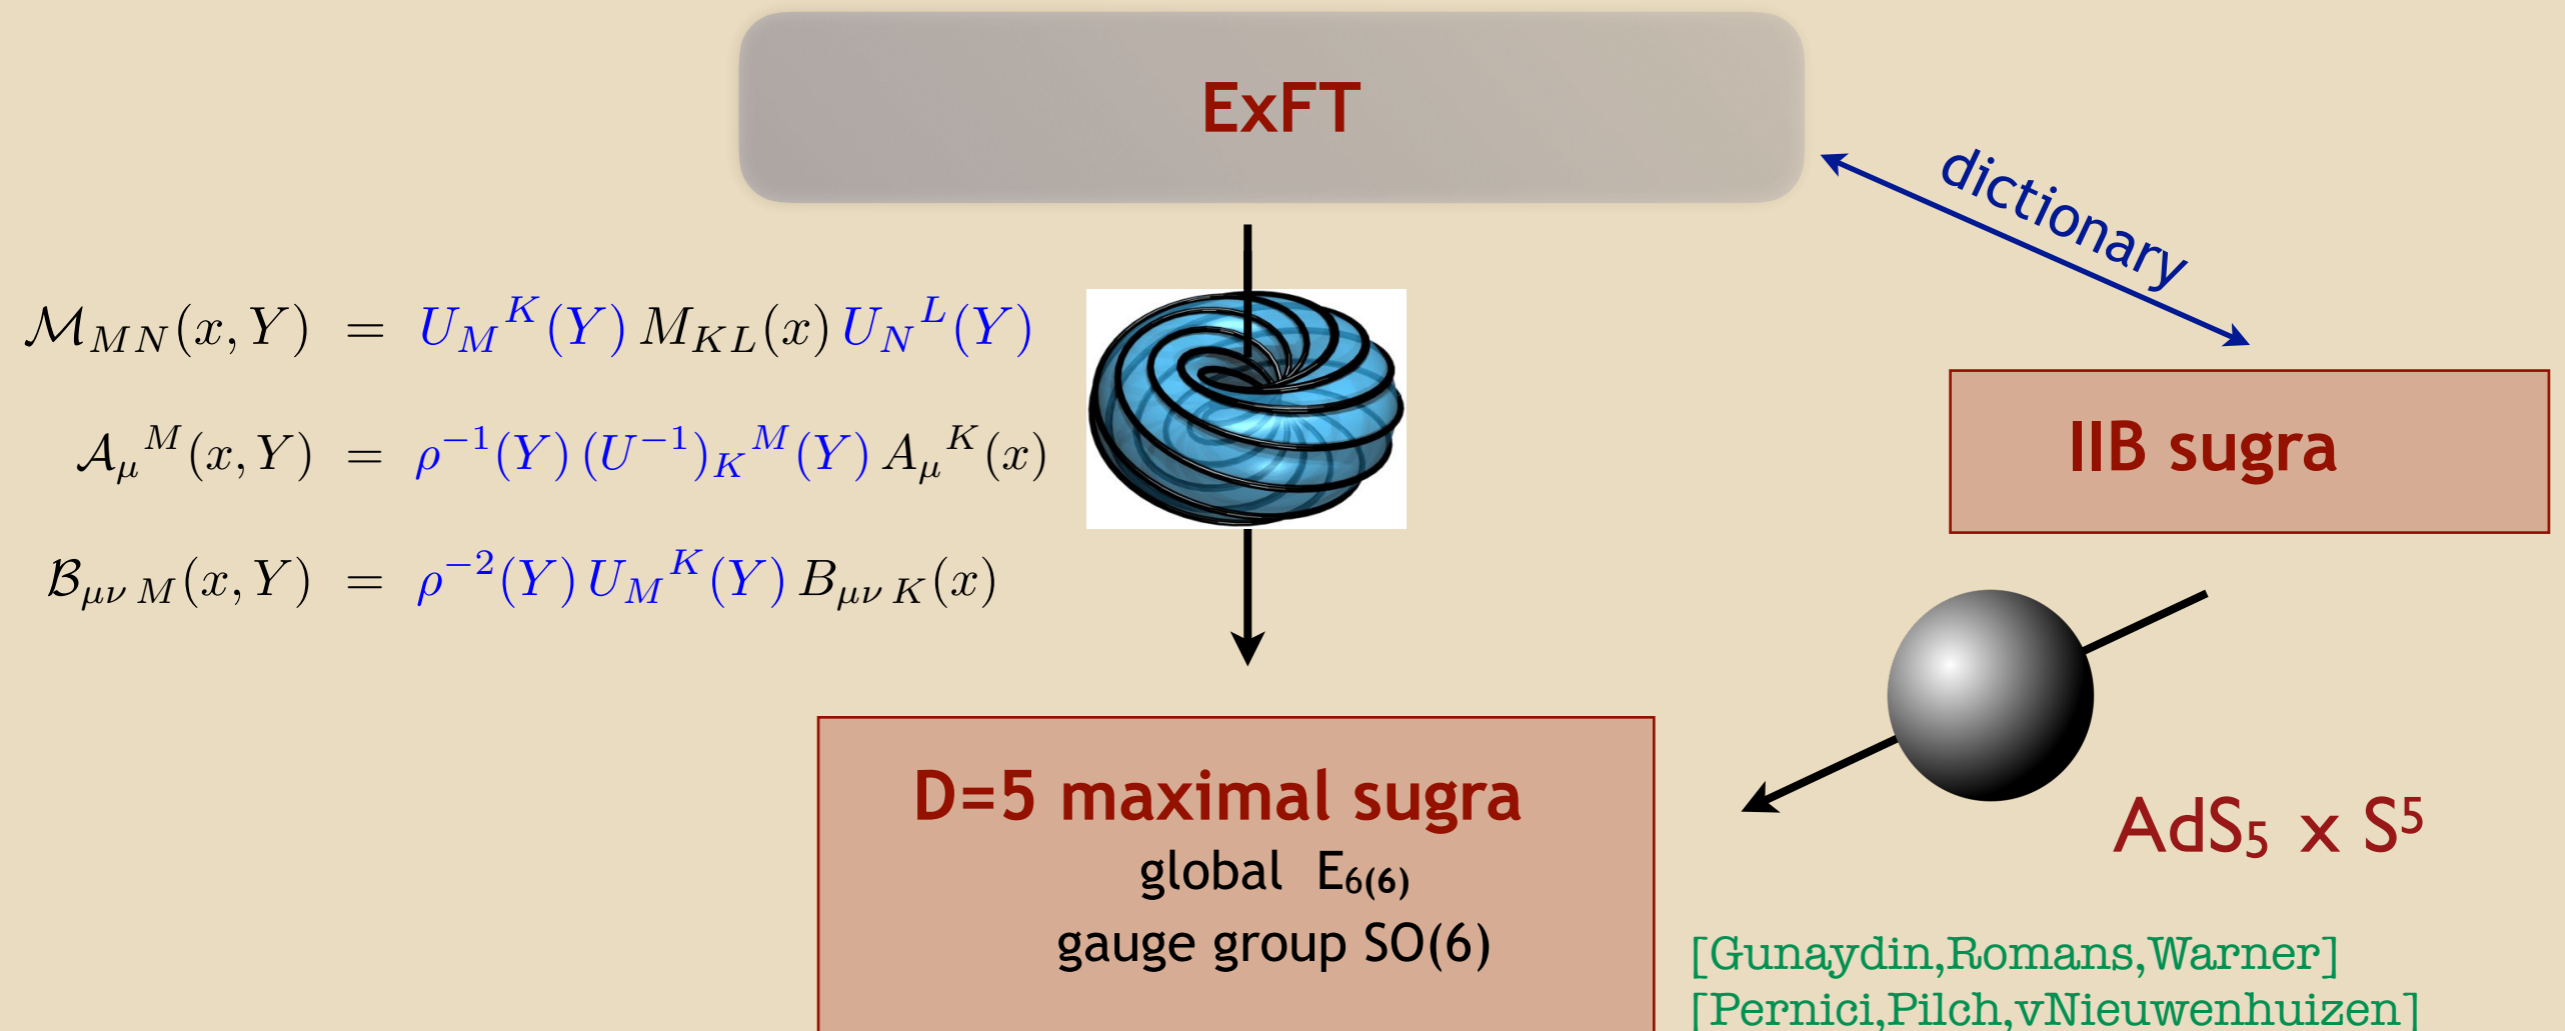 ExFT
dictionary
ℳ_{MN}(x, Y) = U_M{}^K(Y) M_{KL}(x) U_N{}^L(Y)
𝒜_μ{}^M(x, Y) = ρ^{-1}(Y) (U^{-1})_K{}^M(Y) A_μ{}^K(x)
ℬ_{μν M}(x, Y) = ρ^{-2}(Y) U_M{}^K(Y) B_{μν K}(x)
IIB sugra
D=5 maximal sugra
global E₆₍₆₎
gauge group SO(6)
AdS₅ x S⁵
[Gunaydin,Romans,Warner]
[Pernici,Pilch,vNieuwenhuizen]